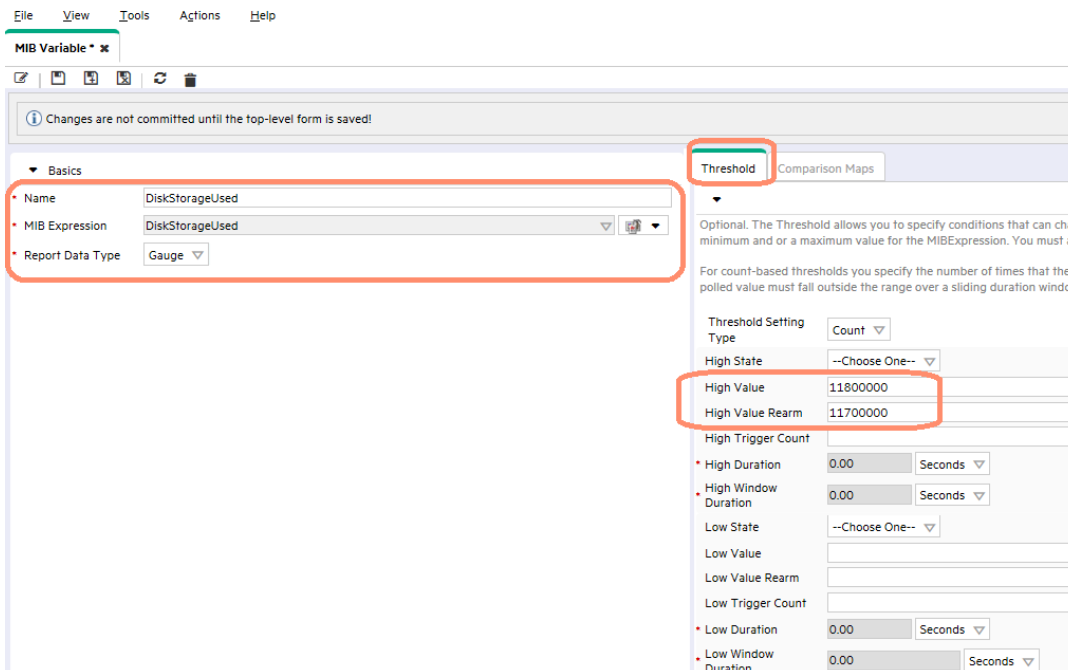 File View Tools Actions Help
MIB Variable *
Changes are not committed until the top-level form is saved!
Basics
* Name DiskStorageUsed
* MIB Expression DiskStorageUsed
* Report Data Type Gauge
Threshold Comparison Maps
Optional. The Threshold allows you to specify conditions that can
minimum and or a maximum value for the MIBExpression. You must
For count-based thresholds you specify the number of times that the
polled value must fall outside the range over a sliding duration
Threshold Setting
Type
Count
High State --Choose One--
High Value 11800000
High Value Rearm 11700000
High Trigger Count
* High Duration 0.00 Seconds
* High Window
Duration
0.00 Seconds
Low State --Choose One--
Low Value
Low Value Rearm
Low Trigger Count
* Low Duration 0.00 Seconds
* Low Window
Duration
0.00 Seconds